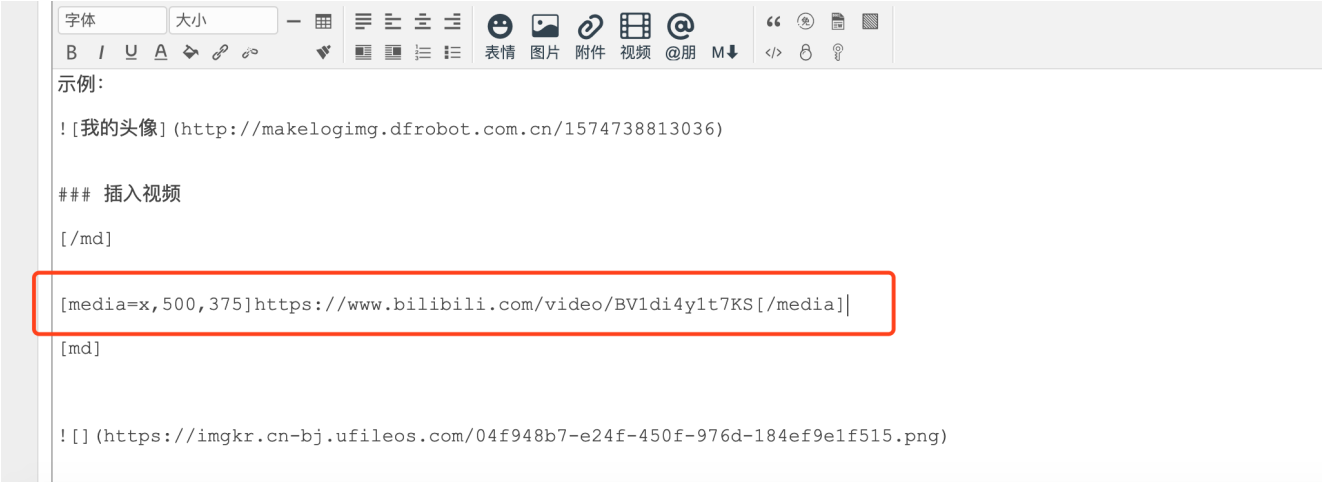 字体 大小
B I U A
表情 图片 附件 视频 @朋 M
示例：
![我的头像](http://makelogimg.dfrobot.com.cn/1574738813036)
### 插入视频
[/md]
[media=x,500,375]https://www.bilibili.com/video/BV1di4y1t7KS[/media]
[md]
![](https://imgkr.cn-bj.ufileos.com/04f948b7-e24f-450f-976d-184ef9e1f515.png)